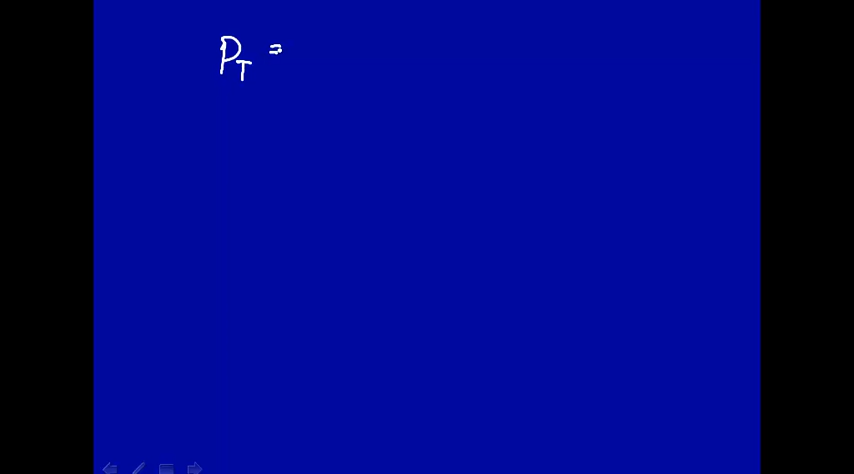 P_T =